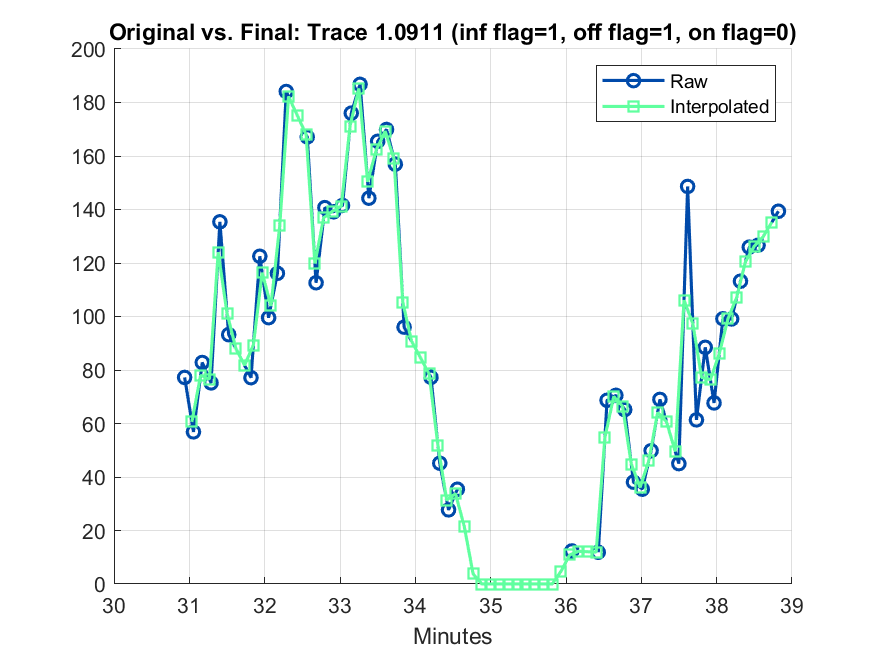 Original vs. Final: Trace 1.0911 (inf flag=1, off flag=1, on flag=0)
200
180
160
140
120
100
80
60
40
20
0
Raw
Interpolated
30 31 32 33 34 35 36 37 38 39
Minutes